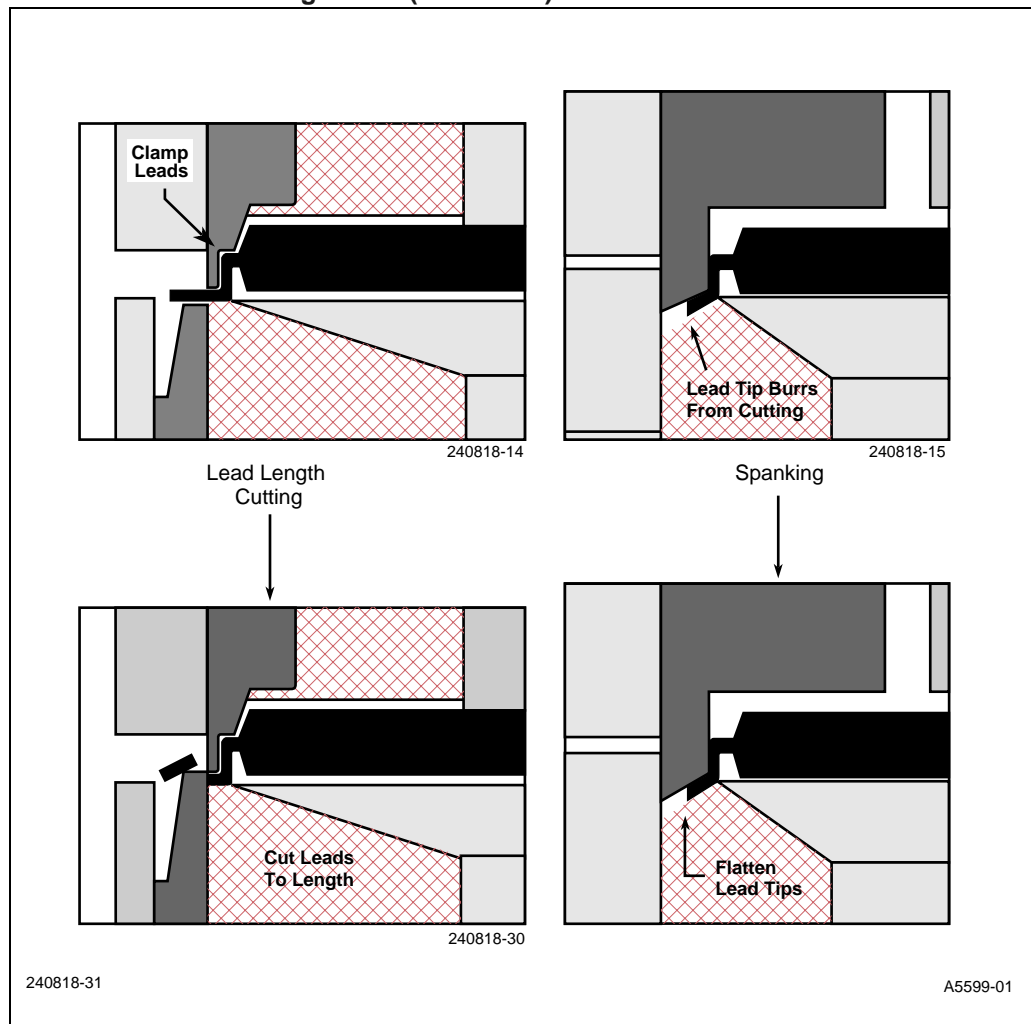 Clamp
Leads
240818-14
Lead Length
Cutting
Lead Tip Burrs
From Cutting
240818-15
Spanking
Cut Leads
To Length
240818-30
Flatten
Lead Tips
240818-31
A5599-01